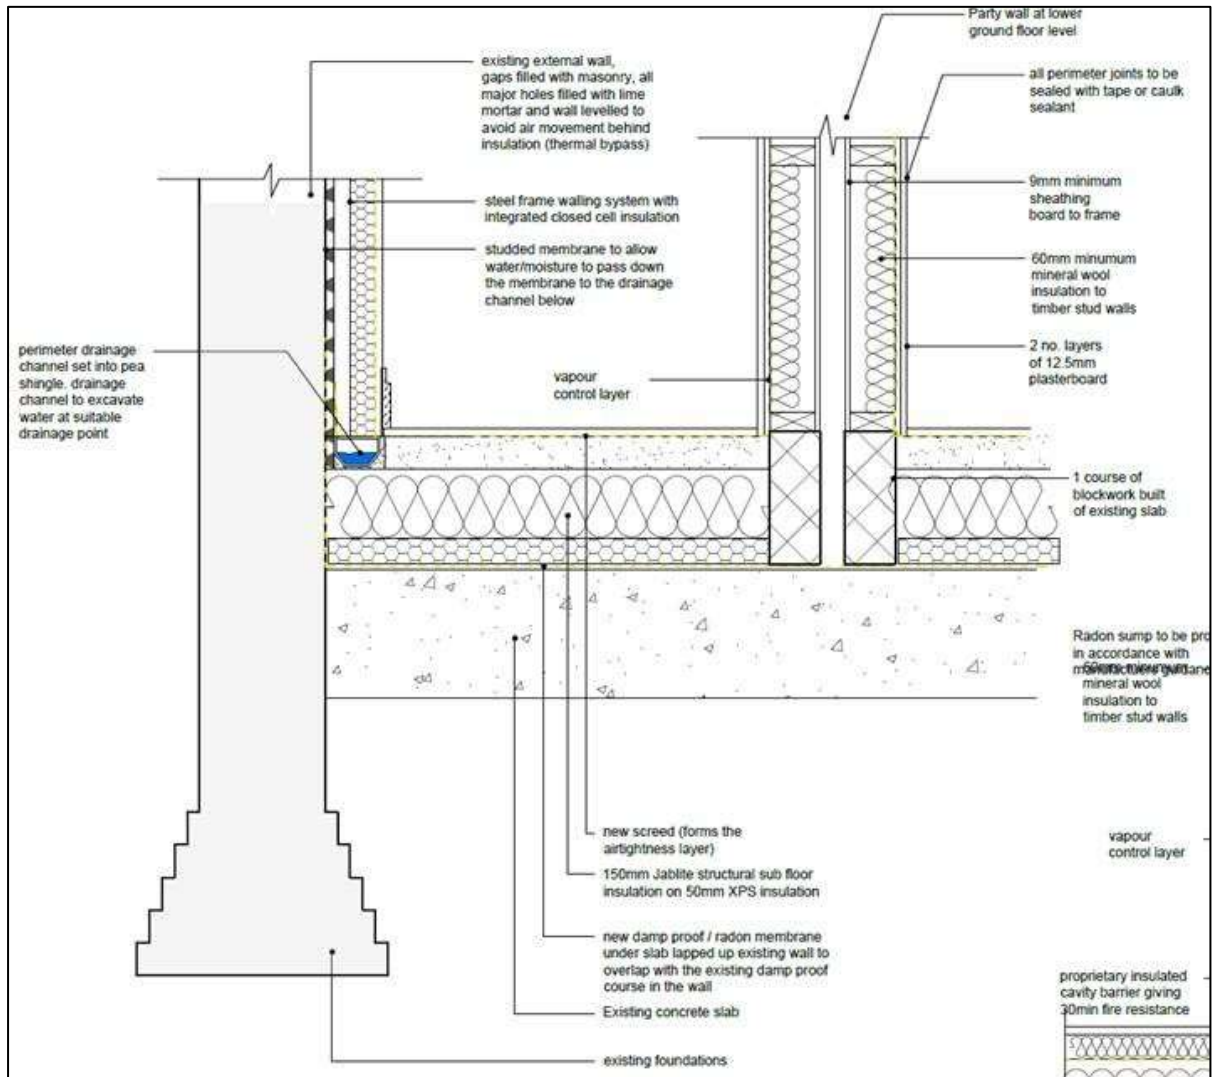 Party wall at lower
ground floor level
existing external wall,
gaps filled with masonry, all
major holes filled with lime
mortar and wall levelled to
avoid air movement behind
insulation (thermal bypass)
all perimeter joints to be
sealed with tape or caulk
sealant
steel frame walling system with
integrated closed cell insulation
9mm minimum
sheathing
board to frame
studded membrane to allow
water/moisture to pass down
the membrane to the drainage
channel below
60mm minumum
mineral wool
insulation to
timber stud walls
perimeter drainage
channel set into pea
shingle. drainage
channel to excavate
water at suitable
drainage point
2 no. layers
of 12.5mm
plasterboard
vapour
control layer
1 course of
blockwork built
of existing slab
Radon sump to be pro
in accordance with
manufactuers guidanc
60mm minumum
mineral wool
insulation to
timber stud walls
new screed (forms the
airtightness layer)
vapour
control layer
150mm Jablite structural sub floor
insulation on 50mm XPS insulation
new damp proof / radon membrane
under slab lapped up existing wall to
overlap with the existing damp proof
course in the wall
proprietary insulated
cavity barrier giving
30min fire resistance
Existing concrete slab
existing foundations